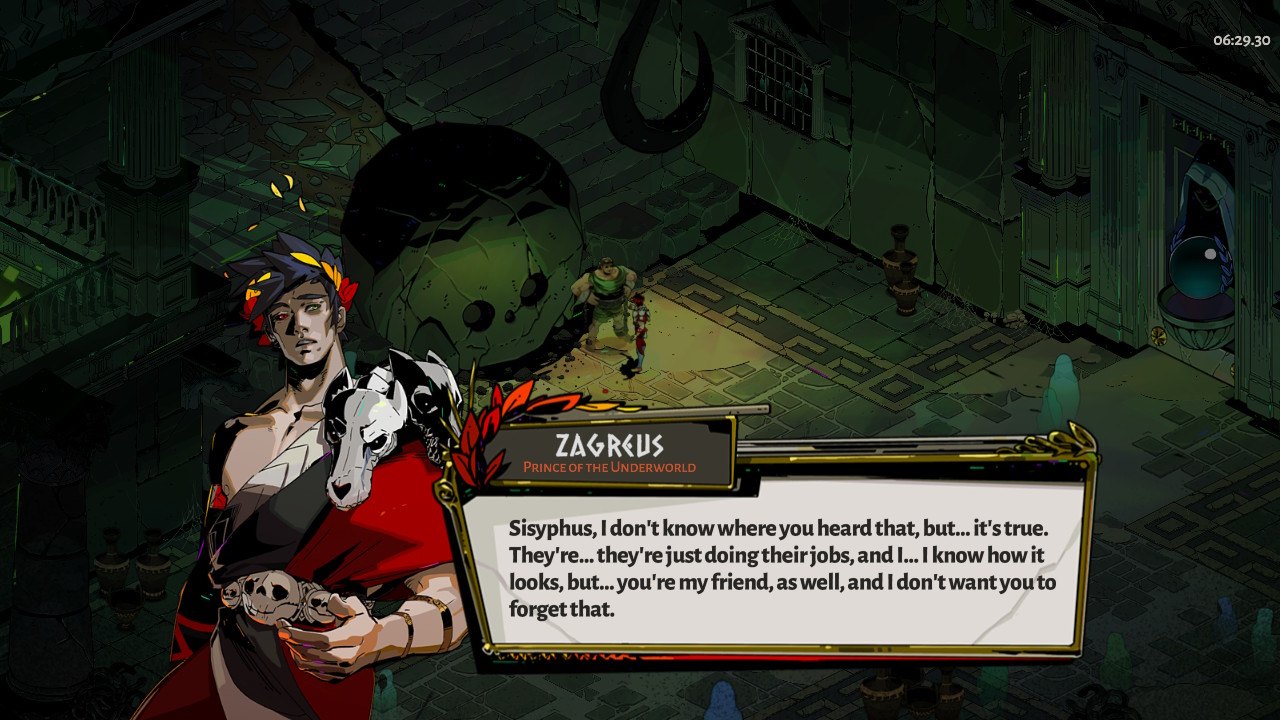 06:29.30
ZAGREUS
PRINCE OF THE UNDERWORLD
Sisyphus, I don't know where you heard that, but... it's true.
They're... they're just doing their jobs, and I... I know how it
looks, but... you're my friend, as well, and I don't want you to
forget that.